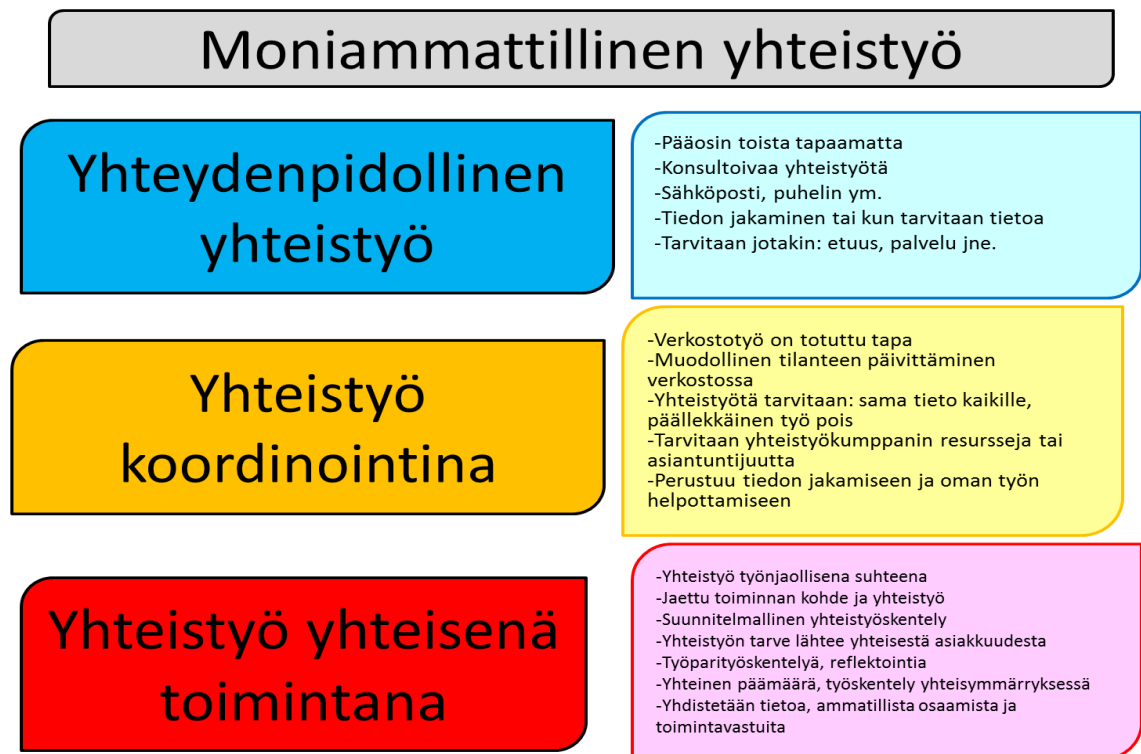 Moniammattillinen yhteistyö
Yhteydenpidollinen
yhteistyö
-Pääosin toista tapaamatta
-Konsultoivaa yhteistyötä
-Sähköposti, puhelin ym.
-Tiedon jakaminen tai kun tarvitaan tietoa
-Tarvitaan jotakin: etuus, palvelu jne.
Yhteistyö
koordinointina
-Verkostotyö on totuttu tapa
-Muodollinen tilanteen päivittäminen
verkostossa
-Yhteistyötä tarvitaan: sama tieto kaikille,
päällekkäinen työ pois
-Tarvitaan yhteistyökumppanin resursseja tai
asiantuntijuutta
-Perustuu tiedon jakamiseen ja oman työn
helpottamiseen
Yhteistyö yhteisenä
toimintana
-Yhteistyö työnjaollisena suhteena
-Jaettu toiminnan kohde ja yhteistyö
-Suunnitelmallinen yhteistyöskentely
-Yhteistyön tarve lähtee yhteisestä asiakkuudesta
-Työparityöskentelyä, reflektointia
-Yhteinen päämäärä, työskentely yhteisymmärryksessä
-Yhdistetään tietoa, ammatillista osaamista ja
toimintavastuita